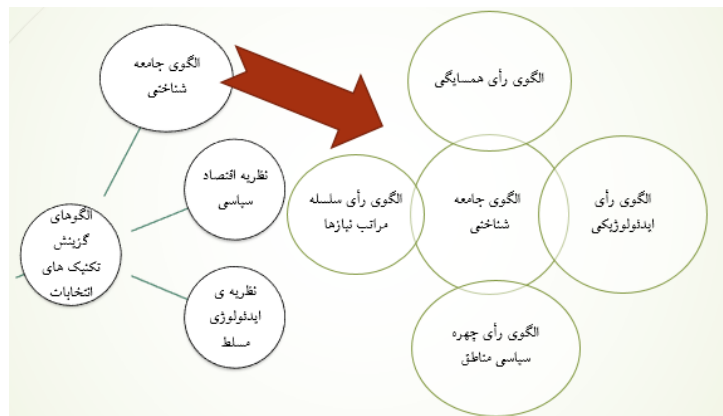 الگوی جامعه
شناختی
نظریه اقتصاد
سیاسی
الگوهای
گزینش
تکنیک های
انتخابات
نظریه ی
ایدئولوژی
مسلط
الگوی رأی همسایگی
الگوی رأی
ایدئولوژیکی
الگوی جامعه
شناختی
الگوی رأی سلسله
مراتب نیازها
الگوی رأی چهره
سیاسی مناطق